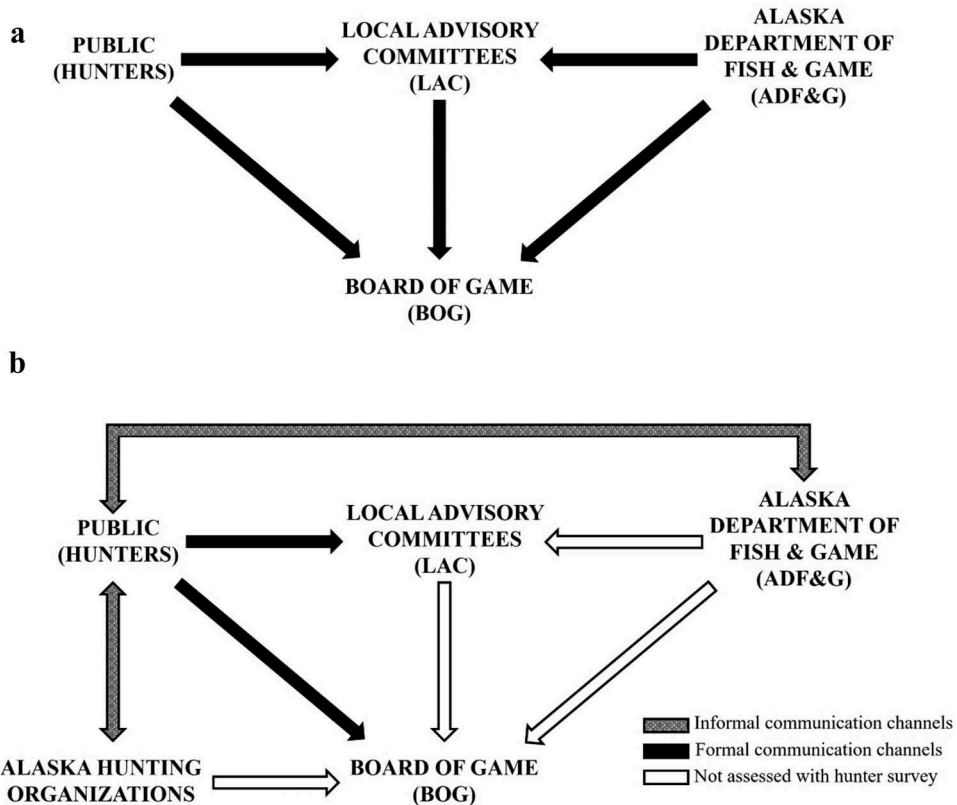 a
PUBLIC
(HUNTERS)
LOCAL ADVISORY
COMMITTEES
(LAC)
ALASKA
DEPARTMENT OF
FISH & GAME
(ADF&G)
BOARD OF GAME
(BOG)
b
PUBLIC
(HUNTERS)
LOCAL ADVISORY
COMMITTEES
(LAC)
ALASKA
DEPARTMENT OF
FISH & GAME
(ADF&G)
ALASKA HUNTING
ORGANIZATIONS
BOARD OF GAME
(BOG)
Informal communication channels
Formal communication channels
Not assessed with hunter survey